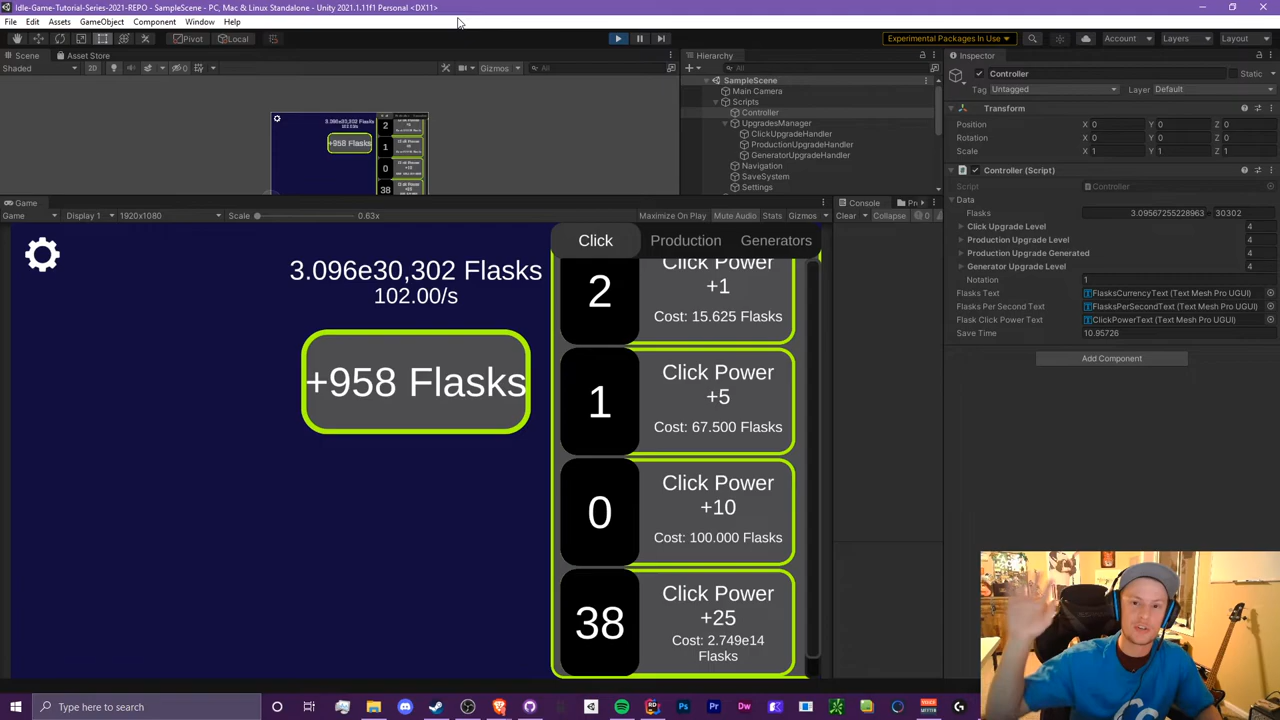 Idle-Game-Tutorial-Series-2021-REPO - SampleScene - PC, Mac & Linux Standalone - Unity 2021.1.11f1 Personal <DX11>
File Edit Assets GameObject Component Window Help
Pivot Local
Experimental Packages In Use
Account Layers Layout
Scene Asset Store
Shaded 2D 0 Gizmos All
Game
Game Display 1 1920x1080 Scale 0.63x Maximize On Play Mute Audio Stats Gizmos
3.096e30,302 Flasks
102.00/s
+958 Flasks
Click Production Generators
2
Click Power
+1
Cost: 15.625 Flasks
1
Click Power
+5
Cost: 67.500 Flasks
0
Click Power
+10
Cost: 100.000 Flasks
38
Click Power
+25
Cost: 2.749e14
Flasks
Hierarchy
All
SampleScene
Main Camera
Scripts
Controller
UpgradesManager
ClickUpgradeHandler
ProductionUpgradeHandler
GeneratorUpgradeHandler
Navigation
SaveSystem
Settings
Console Pr
Clear Collapse 0
Inspector
Controller Static
Tag Untagged Layer Default
Transform
Position X 0 Y 0 Z 0
Rotation X 0 Y 0 Z 0
Scale X 1 Y 1 Z 1
Controller (Script)
Script Controller
Data
Flasks 3.09567255228963 30302
Click Upgrade Level 4
Production Upgrade Level 4
Production Upgrade Generated 4
Generator Upgrade Level 4
Notation 1
Flasks Text FlasksCurrencyText (Text Mesh Pro UGUI)
Flasks Per Second Text FlasksPerSecondText (Text Mesh Pro UGUI)
Flask Click Power Text ClickPowerText (Text Mesh Pro UGUI)
Save Time 10.95726
Add Component
Type here to search